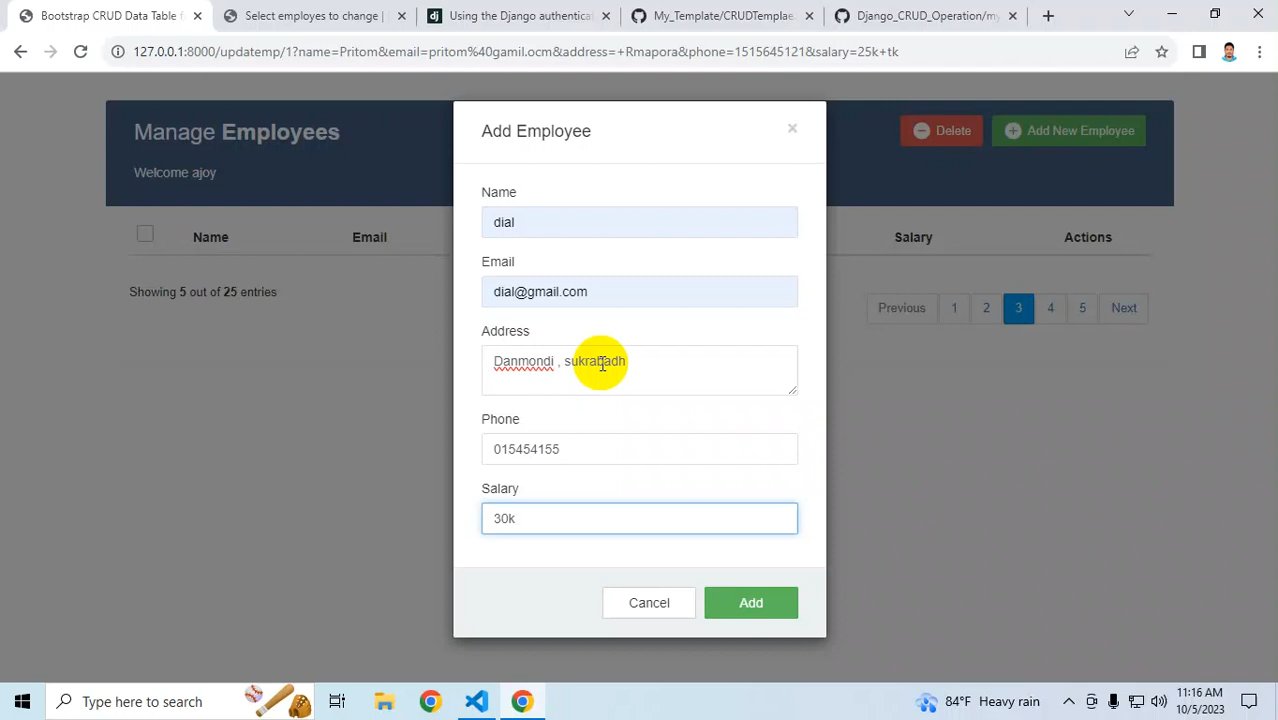 Bootstrap CRUD Data Table f
Select employes to change |
Using the Django authentica
My_Template/CRUDTemplae.
Django_CRUD_Operation/my
127.0.0.1:8000/updatemp/1?name=Pritom&email=pritom%40gamil.ocm&address=+Rmapora&phone=1515645121&salary=25k+tk
Manage Employees
Delete
Add New Employee
Welcome ajoy
Name
Email
Salary
Actions
Showing 5 out of 25 entries
Previous 1 2 3 4 5 Next
Add Employee
×
Name
dial
Email
dial@gmail.com
Address
Danmondi , sukrabadh
Phone
015454155
Salary
30k
Cancel
Add
Type here to search
84°F Heavy rain
11:16 AM
10/5/2023